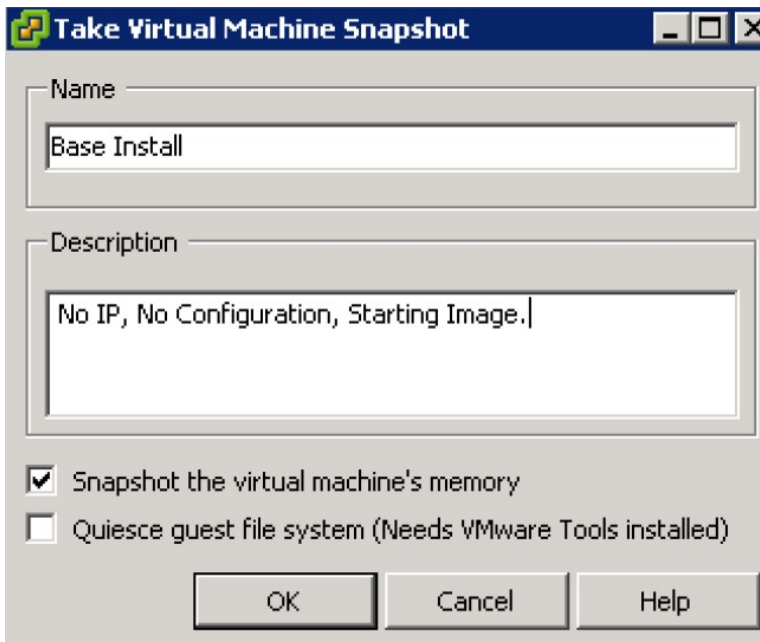 Take Virtual Machine Snapshot
Name
Base Install
Description
No IP, No Configuration, Starting Image.
Snapshot the virtual machine's memory
Quiesce guest file system (Needs VMware Tools installed)
OK Cancel Help